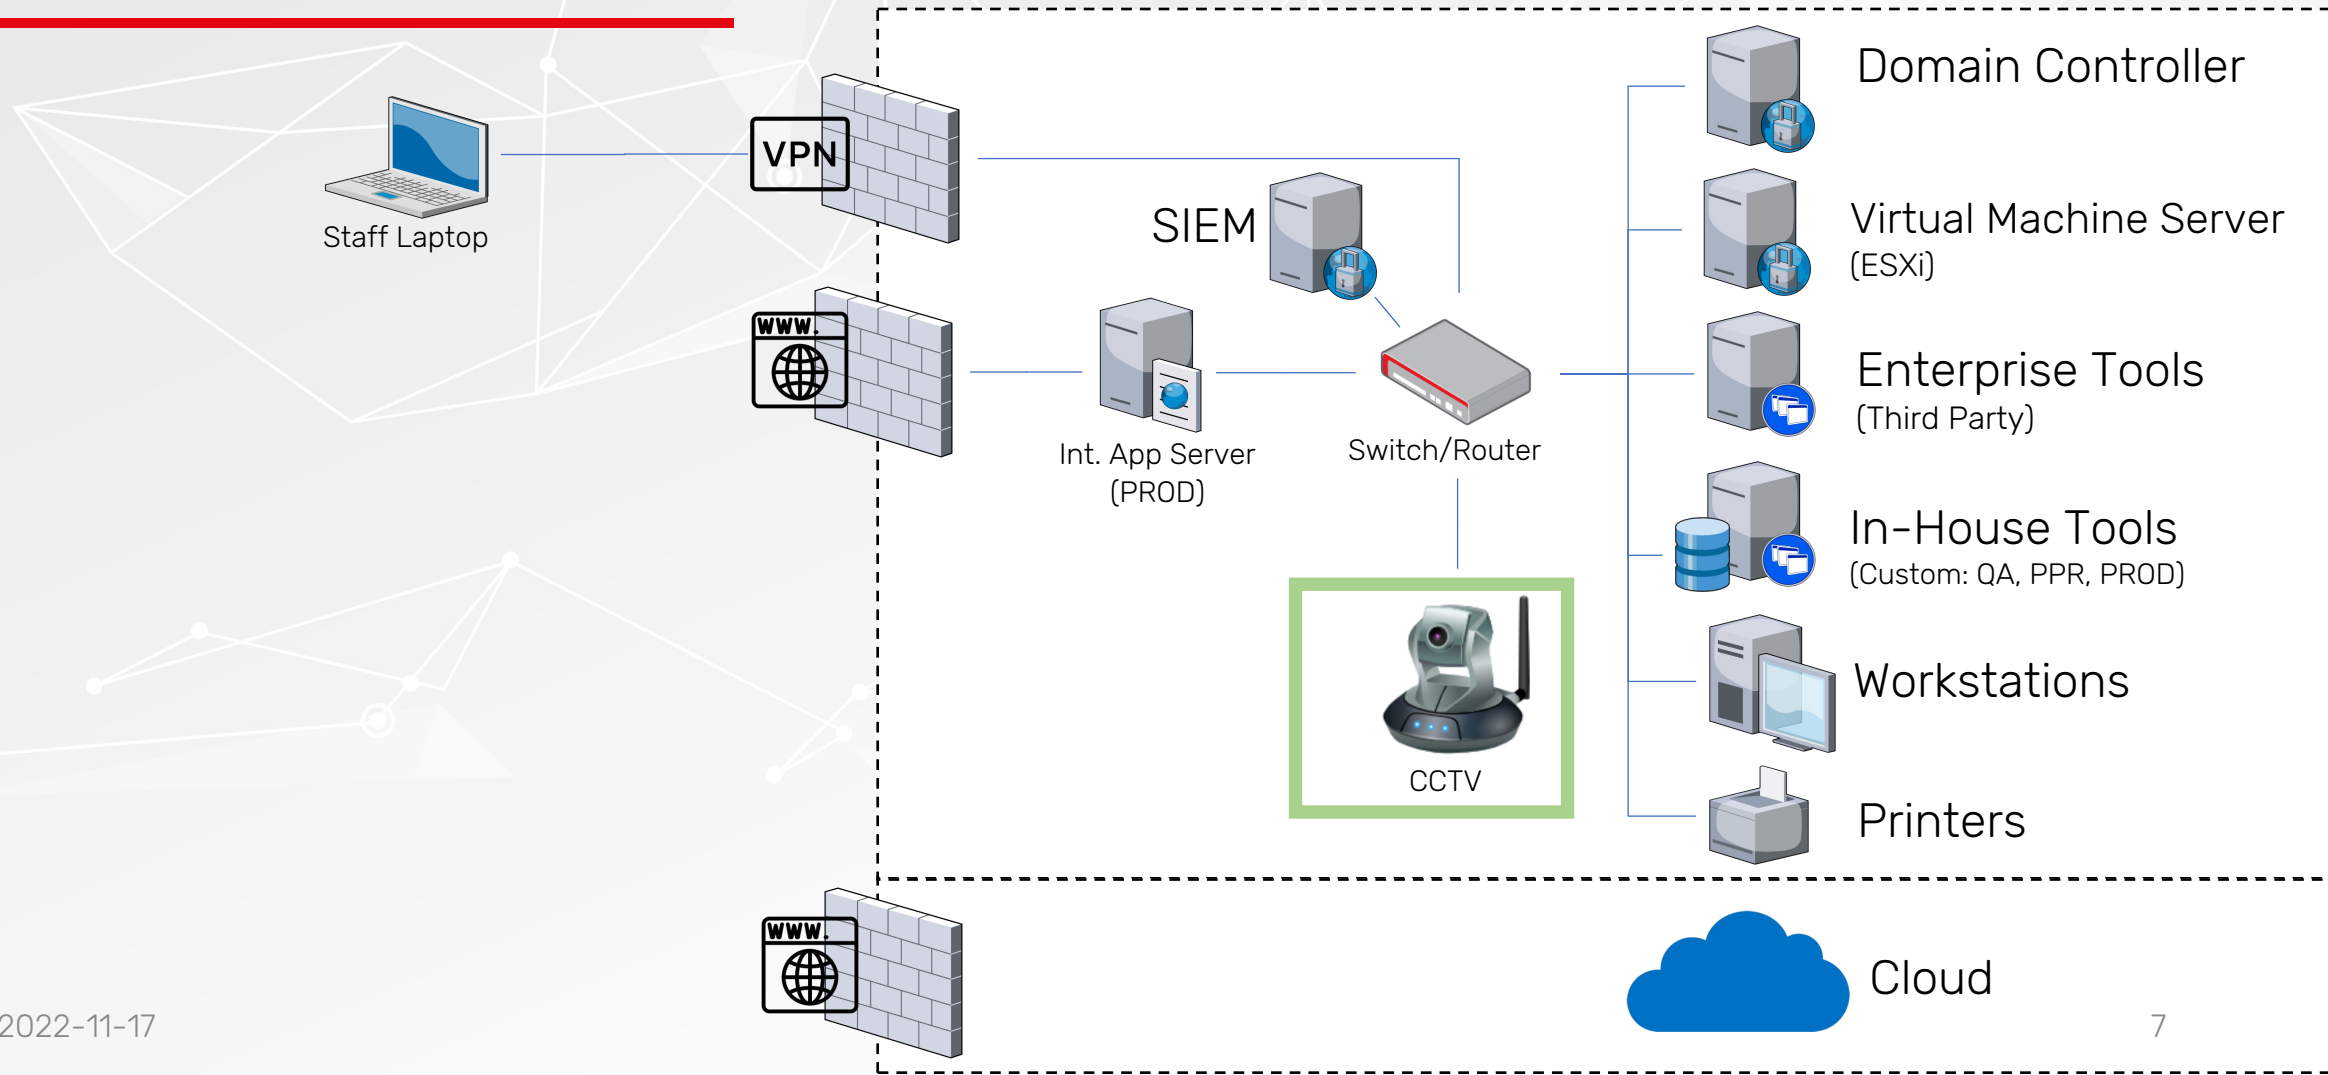 Domain Controller
VPN
Staff Laptop
SIEM
Virtual Machine Server
(ESXi)
WWW.
Enterprise Tools
(Third Party)
Int. App Server
(PROD)
Switch/Router
In-House Tools
(Custom: QA, PPR, PROD)
Workstations
CCTV
Printers
WWW.
Cloud
2022-11-17
7